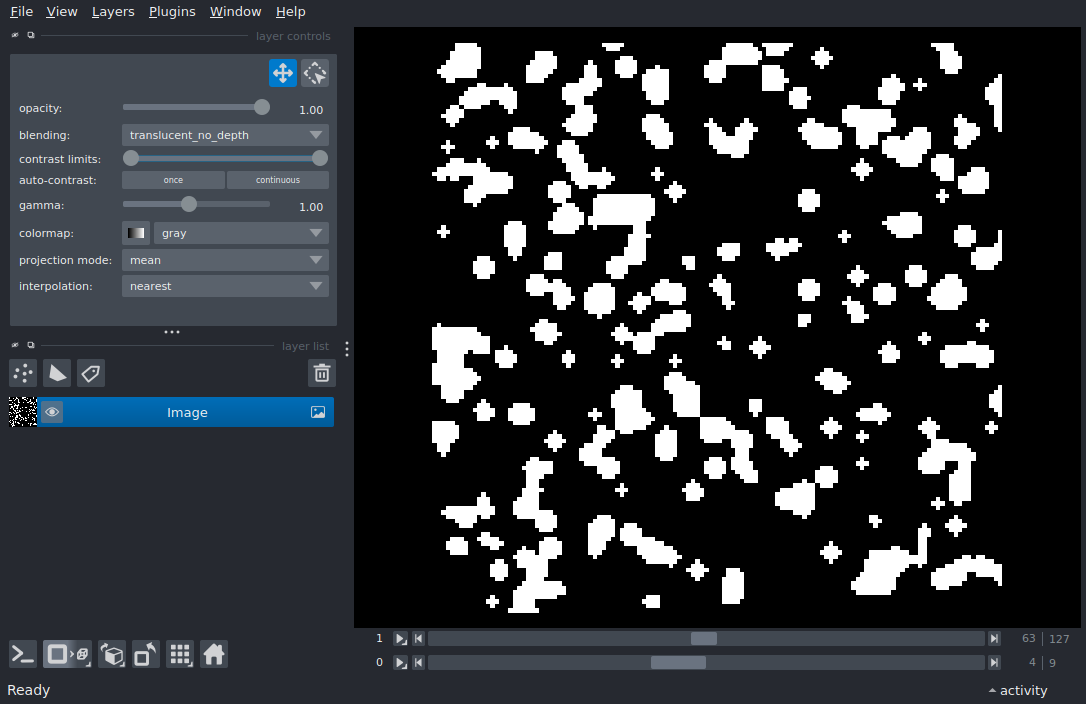 File View Layers Plugins Window Help
layer controls
opacity: 1.00
blending: translucent_no_depth
contrast limits:
auto-contrast: once continuous
gamma: 1.00
colormap: gray
projection mode: mean
interpolation: nearest
layer list
Image
1 63 127
0 4 9
Ready activity